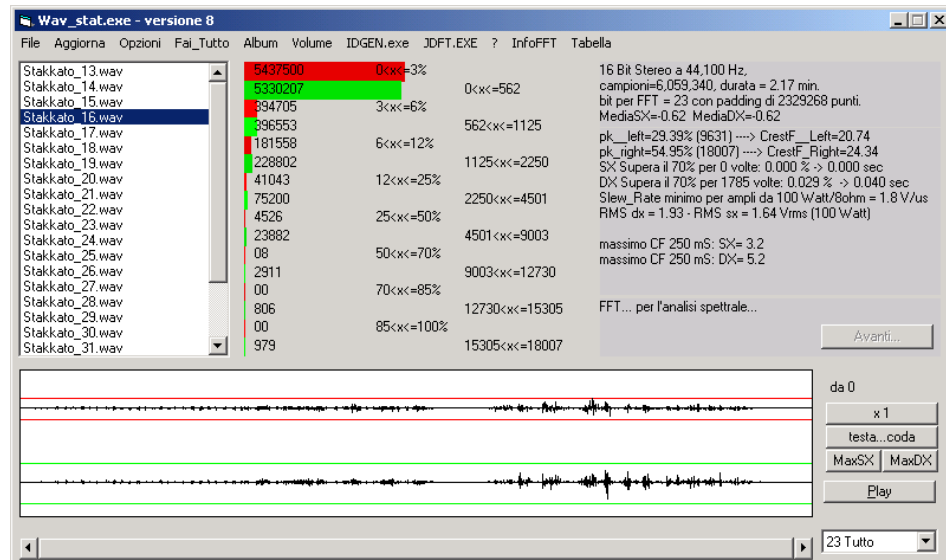 Wav_stat.exe - versione 8
File Aggiorna Opzioni Fai_Tutto Album Volume IDGEN.exe JDFT.EXE ? InfoFFT Tabella
Stakkato_13.wav
Stakkato_14.wav
Stakkato_15.wav
Stakkato_16.wav
Stakkato_17.wav
Stakkato_18.wav
Stakkato_19.wav
Stakkato_20.wav
Stakkato_21.wav
Stakkato_22.wav
Stakkato_23.wav
Stakkato_24.wav
Stakkato_25.wav
Stakkato_26.wav
Stakkato_27.wav
Stakkato_28.wav
Stakkato_29.wav
Stakkato_30.wav
Stakkato_31.wav
5437500 0<x<=3%
5330207 0<x<=562
394705 3<x<=6%
396553 562<x<=1125
181558 6<x<=12%
228802 1125<x<=2250
41043 12<x<=25%
75200 2250<x<=4501
4526 25<x<=50%
23882 4501<x<=9003
08 50<x<=70%
2911 9003<x<=12730
00 70<x<=85%
806 12730<x<=15305
00 85<x<=100%
979 15305<x<=18007
16 Bit Stereo a 44,100 Hz,
campioni=6,059,340, durata = 2.17 min.
bit per FFT = 23 con padding di 2329268 punti.
MediaSX=-0.62 MediaDX=-0.62
pk__left=29.39% (9631) ----> CrestF__Left=20.74
pk_right=54.95% (18007) ----> CrestF_Right=24.34
SX Supera il 70% per 0 volte: 0.000 % -> 0.000 sec
DX Supera il 70% per 1785 volte: 0.029 % -> 0.040 sec
Slew_Rate minimo per ampli da 100 Watt/8ohm = 1.8 V/us
RMS dx = 1.93 - RMS sx = 1.64 Vrms (100 Watt)
massimo CF 250 mS: SX= 3.2
massimo CF 250 mS: DX= 5.2
FFT... per l'analisi spettrale...
Avanti...
da 0
x 1
testa...coda
MaxSX MaxDX
Play
23 Tutto